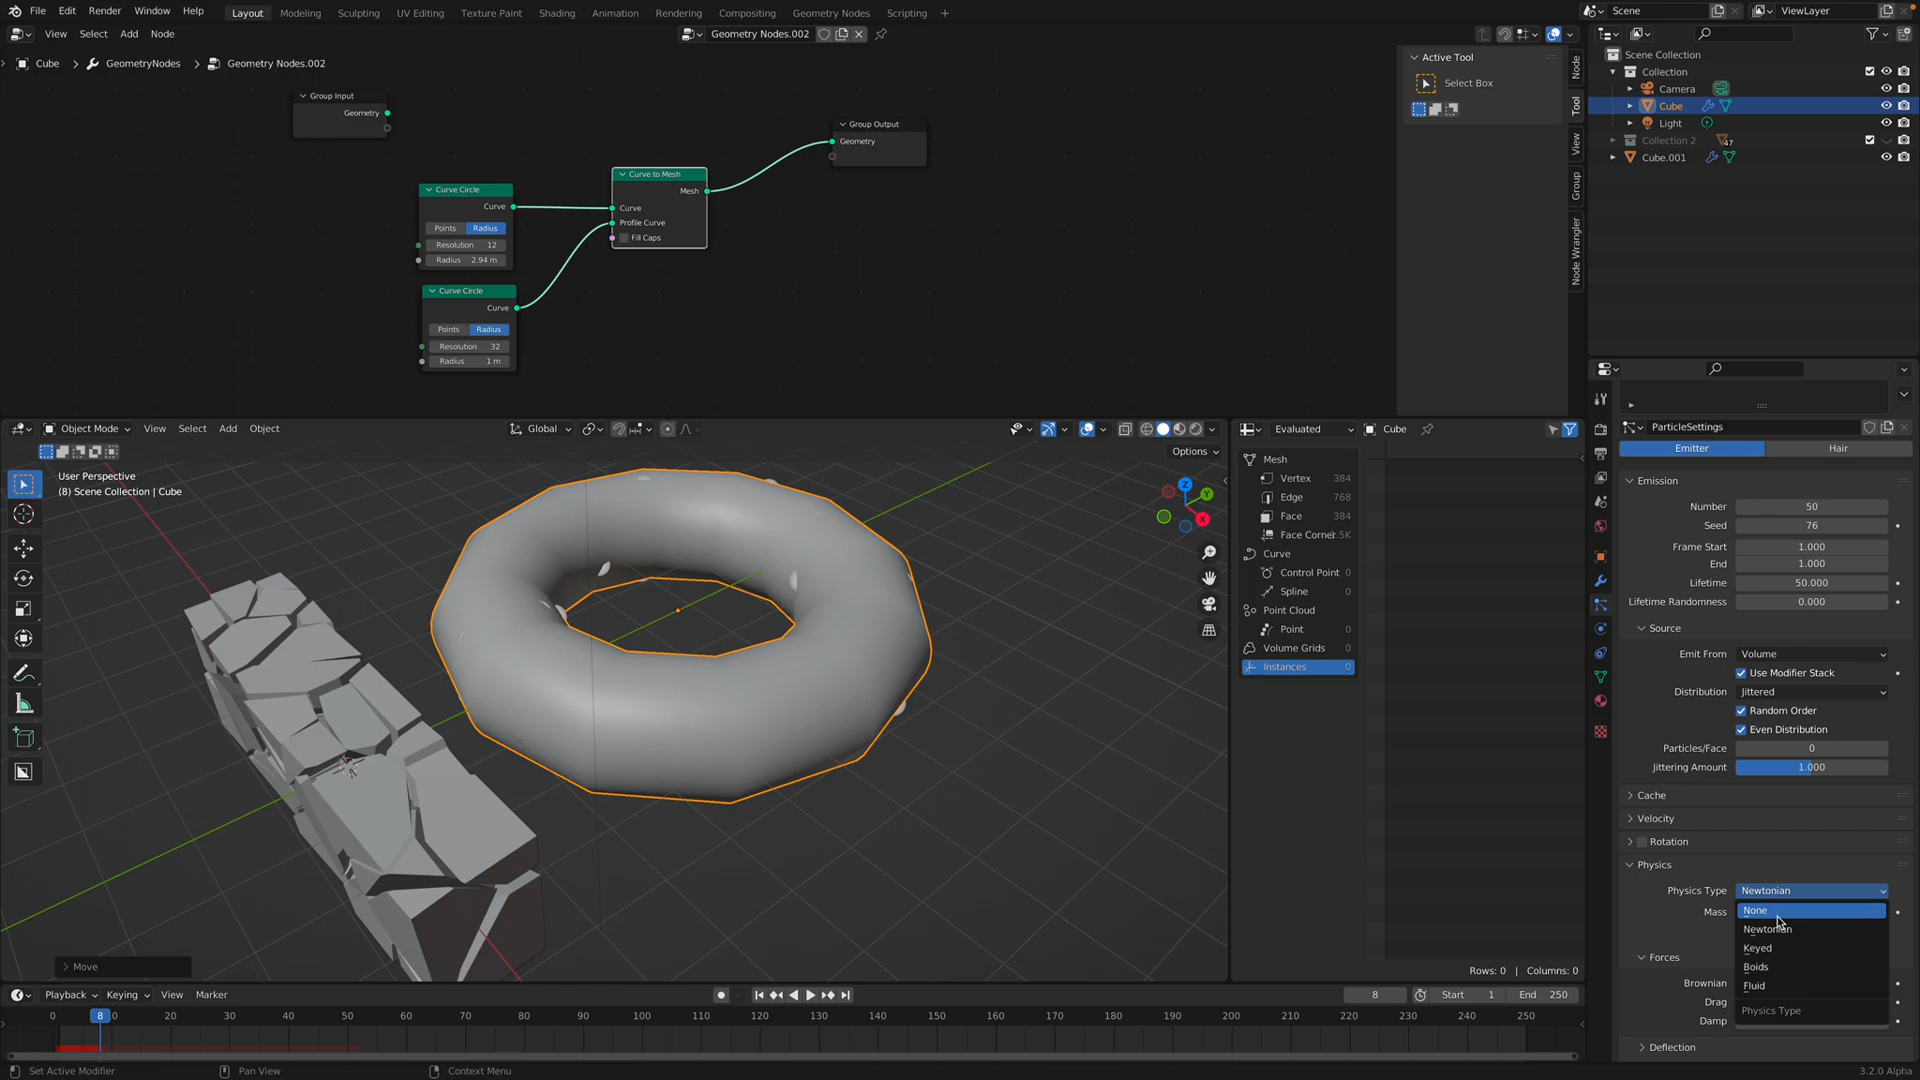 File Edit Render Window Help Layout Modeling Sculpting UV Editing Texture Paint Shading Animation Rendering Compositing Geometry Nodes Scripting + Scene ViewLayer
View Select Add Node Geometry Nodes.002
Cube > GeometryNodes > Geometry Nodes.002
Group Input
Geometry
Group Output
Geometry
Curve to Mesh
Mesh
Curve
Profile Curve
Fill Caps
Curve Circle
Curve
Points Radius
Resolution 12
Radius 2.94 m
Curve Circle
Curve
Points Radius
Resolution 32
Radius 1 m
Active Tool
Select Box
Node
Tool
View
Group
Node Wrangler
Scene Collection
Collection
Camera
Cube
Light
Collection 2 47
Cube.001
Object Mode View Select Add Object Global
Options
User Perspective
(8) Scene Collection | Cube
Z
Y
X
Move
Evaluated Cube
Mesh
Vertex 384
Edge 768
Face 384
Face Corner 1.5K
Curve
Control Point 0
Spline 0
Point Cloud
Point 0
Volume Grids 0
Instances 0
Rows: 0 | Columns: 0
ParticleSettings
Emitter Hair
Emission
Number 50
Seed 76
Frame Start 1.000
End 1.000
Lifetime 50.000
Lifetime Randomness 0.000
Source
Emit From Volume
Use Modifier Stack
Distribution Jittered
Random Order
Even Distribution
Particles/Face 0
Jittering Amount 1.000
Cache
Velocity
Rotation
Physics
Physics Type Newtonian
Mass
None
Newtonian
Keyed
Boids
Fluid
Physics Type
Forces
Brownian
Drag
Damp
Deflection
Playback Keying View Marker 8 Start 1 End 250
0 8 20 30 40 50 60 70 80 90 100 110 120 130 140 150 160 170 180 190 200 210 220 230 240 250
Set Active Modifier Pan View Context Menu 3.2.0 Alpha